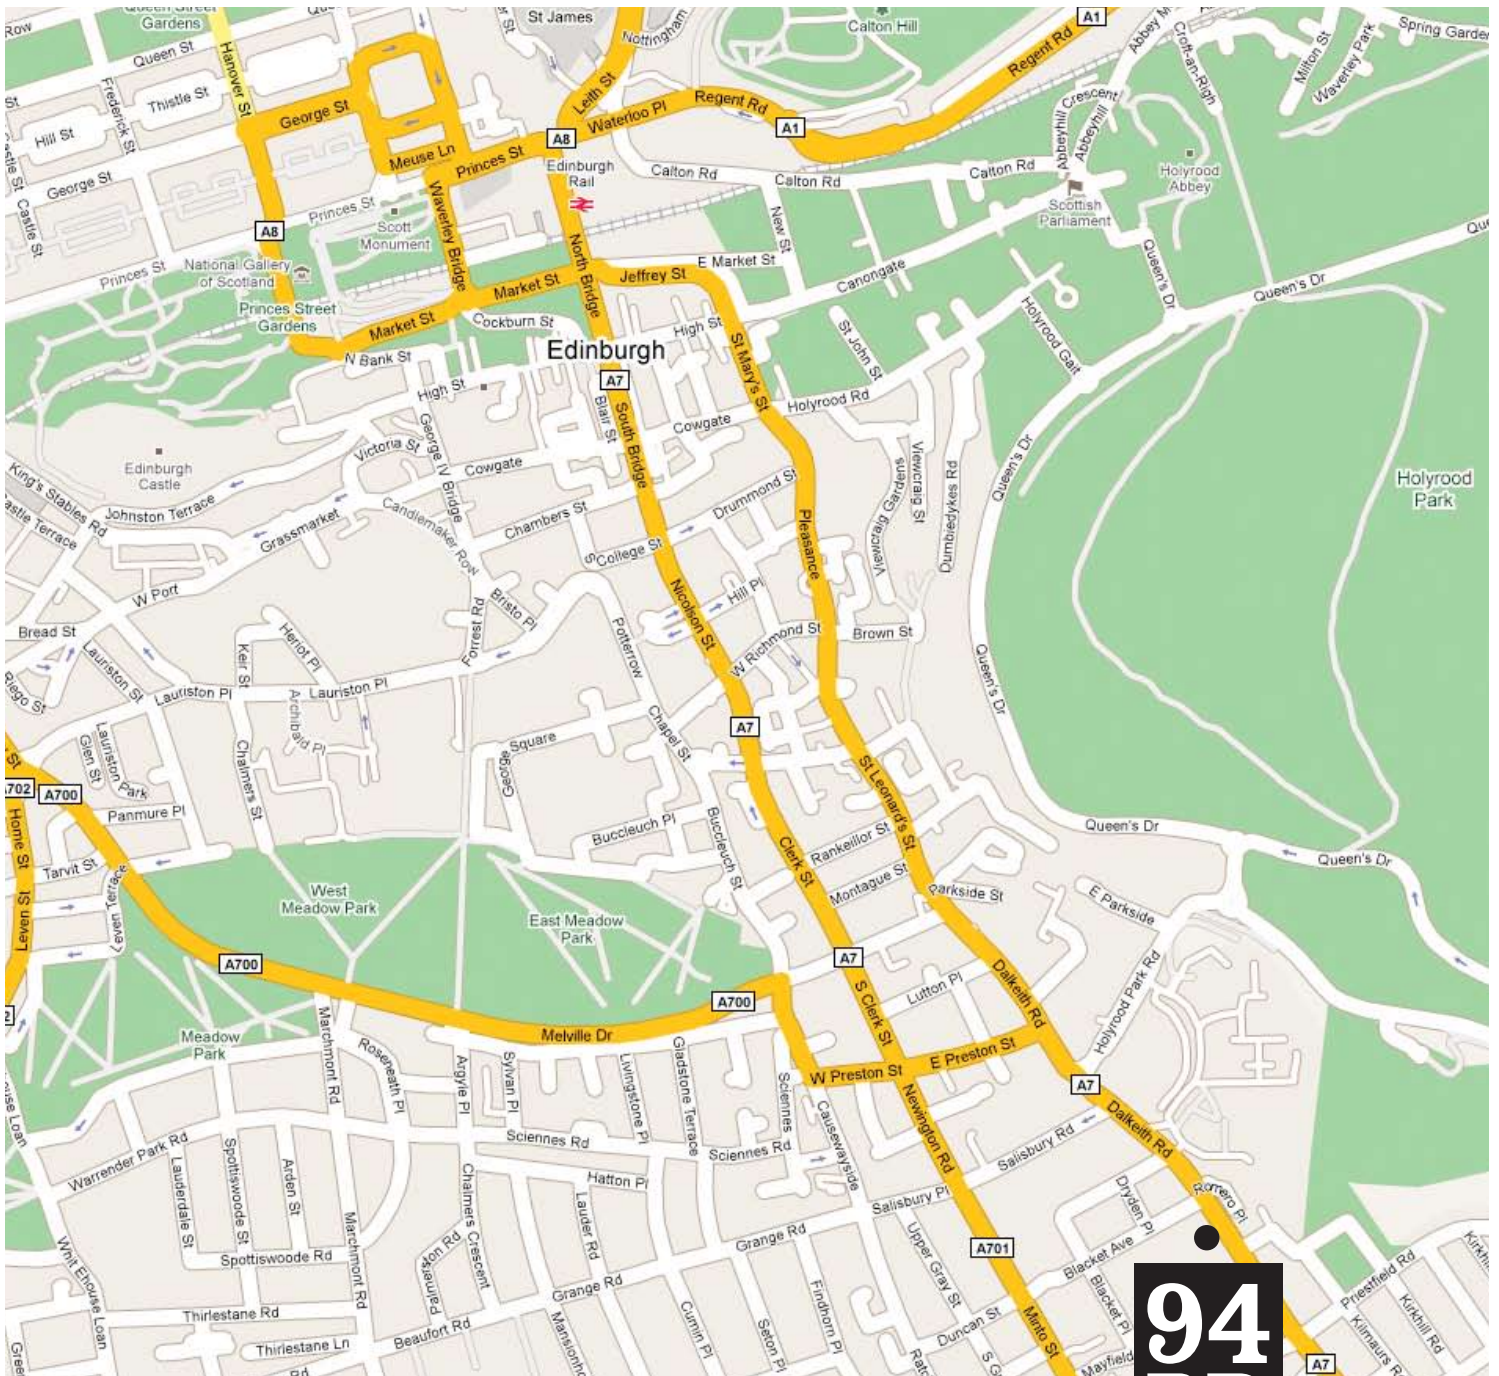 Queen Street
Gardens
Queen St
Hanover St
Thistle St
Frederick St
Hill St
George St
George St
Castle St
Castle St
Meuse Ln
Princes St
Princes St
Princes St
St James
Nottingham
Leith St
Waterloo Pl
Regent Rd
Regent Rd
A1
A1
A8
A8
Calton Hill
Edinburgh
Rail
Calton Rd
Calton Rd
Calton Rd
New St
Abbeyhill
Abbeyhill
Crescent
Croft-an-Righ
Milton St
Waverley Park
Spring Garden
Holyrood
Abbey
Scottish
Parliament
Queen's Dr
Queen's Dr
Scott
Monument
Waverley Bridge
North Bridge
National Gallery
of Scotland
Princes Street
Gardens
Market St
Market St
Jeffrey St
E Market St
Canongate
Cockburn St
N Bank St
High St
High St
Edinburgh
A7
St Mary's St
St John St
Holyrood Gait
Holyrood Rd
Cowgate
Cowgate
Blair St
South Bridge
George IV Bridge
Victoria St
Edinburgh
Castle
King's Stables Rd
Castle Terrace
Johnston Terrace
Grassmarket
Candlemaker Row
Chambers St
S College St
Drummond St
Pleasance
Viewcraig Gardens
Viewcraig St
Dumbiedykes Rd
Queen's Dr
Holyrood
Park
W Port
Bread St
Bristo Pl
Forrest Rd
Nicolson St
Hill Pl
W Richmond St
Brown St
Queen's Dr
Potterrow
Keir St
Heriot Pl
Lauriston St
Lauriston Pl
Lauriston Pl
Riego St
Archibald Pl
Chalmers St
Glen St
Lauriston
Park
Panmure Pl
George
Square
Chapel St
A7
St Leonard's St
A702
A700
Home St
Tarvit St
Leven St
Leven Terrace
Buccleuch Pl
Buccleuch St
Clerk St
Rankeillor St
Montague St
Parkside St
Queen's Dr
Queen's Dr
E Parkside
West
Meadow Park
East Meadow
Park
A700
A700
A7
S Clerk St
Lutton Pl
Dalkeith Rd
Holyrood Park Rd
Melville Dr
Meadow
Park
Marchmont Rd
Roseneath Pl
Argyle Pl
Sylvan Pl
Livingstone Pl
Gladstone Terrace
Sciennes
W Preston St
E Preston St
A7
Causewayside
Newington Rd
Dalkeith Rd
Salisbury Rd
Salisbury Pl
Sciennes Rd
Sciennes Rd
Hatton Pl
Warrender Park Rd
Lauderdale St
Spottiswoode St
Arden St
Marchmont Rd
Chalmers Crescent
Lauder Rd
Grange Rd
Grange Rd
Palmerston Rd
Spottiswoode Rd
Whit Ehouse Loan
Thirlestane Rd
Thirlestane Ln
Beaufort Rd
Cumin Pl
Seton Pl
Findhorn Pl
Upper Gray St
A701
Minto St
Duncan St
Dryden Pl
Blacket Ave
Blacket Pl
Mayfield
Romero Pl
Priestfield Rd
Kirkhill Rd
A7
94